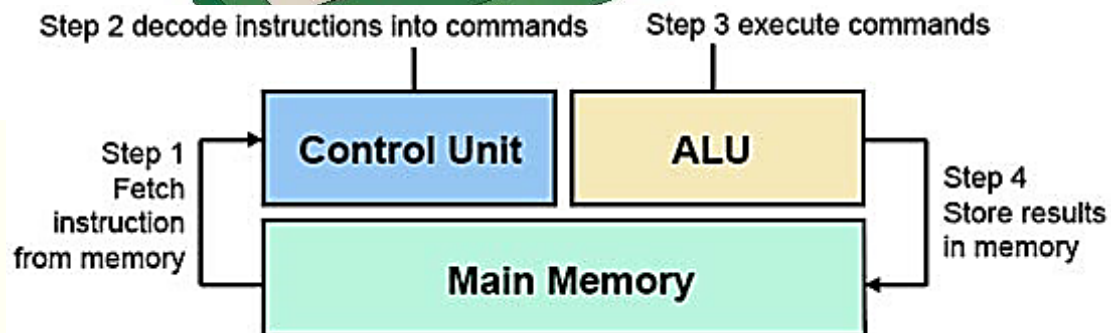 Step 2 decode instructions into commands
Step 3 execute commands
Control Unit
ALU
Step 1
Fetch
instruction
from memory
Step 4
Store results
in memory
Main Memory